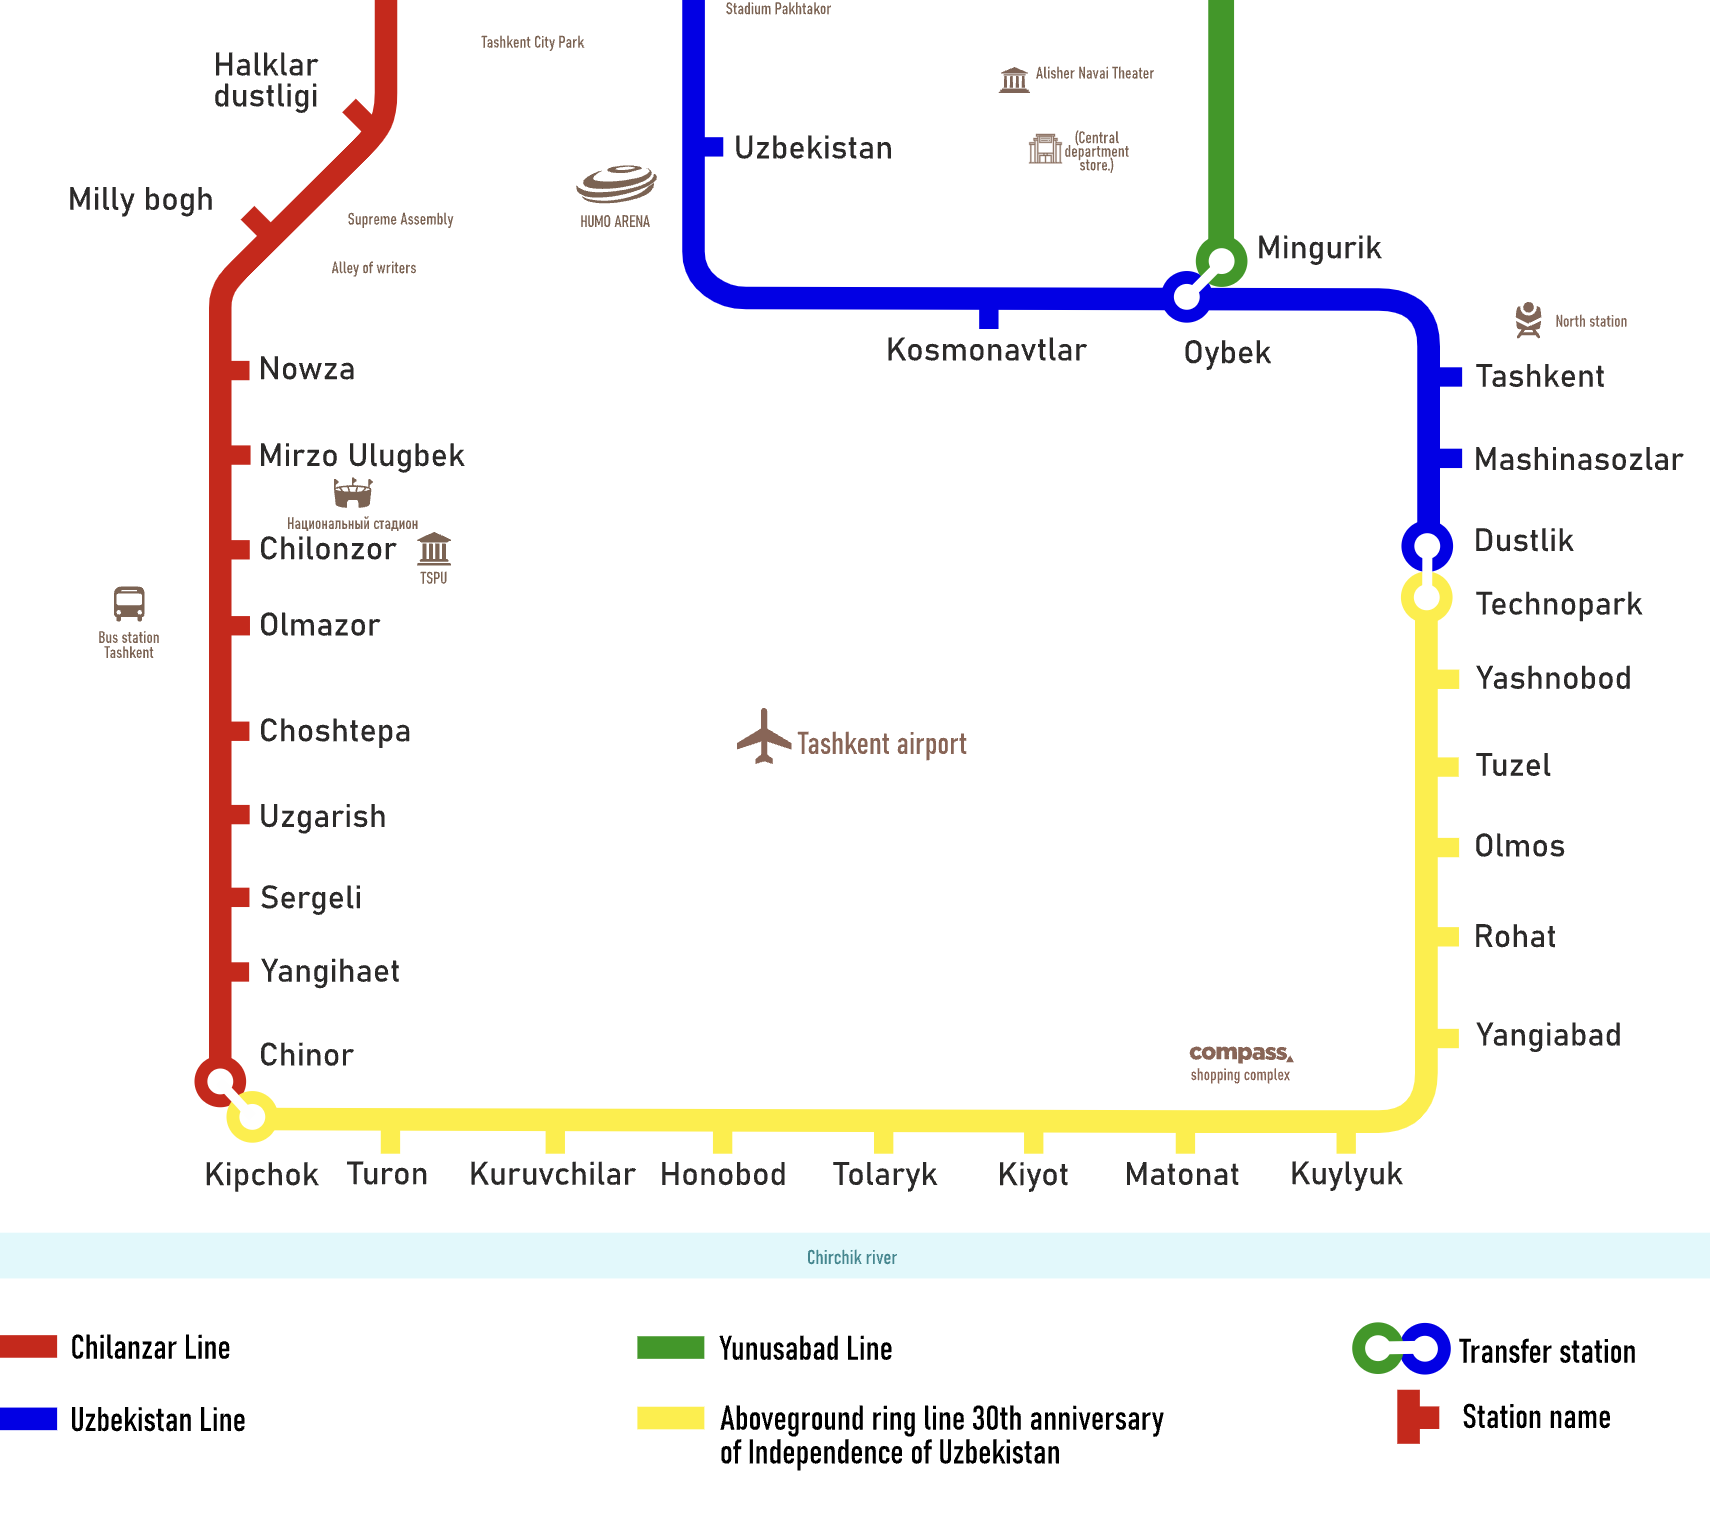 Stadium Pakhtakor
Tashkent City Park
Halklar
dustligi
Alisher Navai Theater
(Central
department
store.)
Uzbekistan
Milly bogh
Supreme Assembly
HUMO ARENA
Alley of writers
Mingurik
North station
Kosmonavtlar
Oybek
Nowza
Tashkent
Mirzo Ulugbek
Mashinasozlar
Национальный стадион
Chilonzor
TSPU
Dustlik
Technopark
Olmazor
Bus station
Tashkent
Yashnobod
Choshtepa
Tashkent airport
Tuzel
Uzgarish
Olmos
Sergeli
Rohat
Yangihaet
Yangiabad
Chinor
compass
shopping complex
Kipchok
Turon
Kuruvchilar
Honobod
Tolaryk
Kiyot
Matonat
Kuylyuk
Chirchik river
Chilanzar Line
Yunusabad Line
Transfer station
Uzbekistan Line
Aboveground ring line 30th anniversary
of Independence of Uzbekistan
Station name